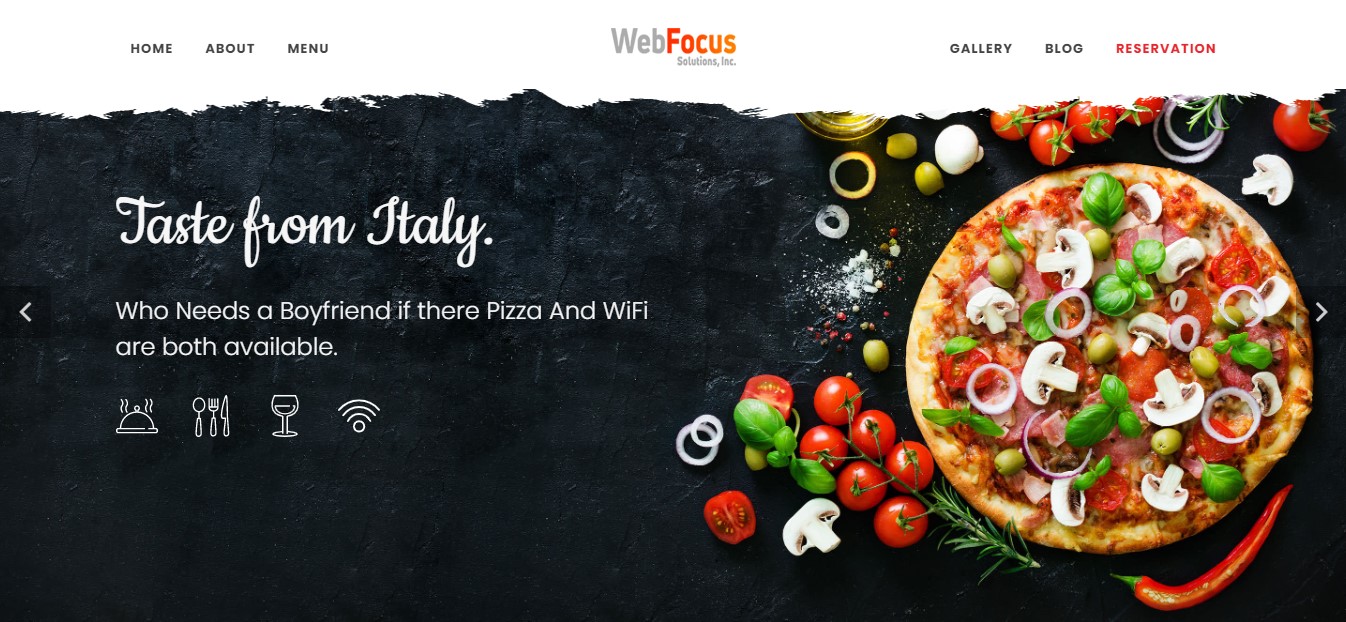 HOME ABOUT MENU
WebFocus
Solutions, Inc.
GALLERY BLOG RESERVATION
Taste from Italy.
Who Needs a Boyfriend if there Pizza And WiFi
are both available.